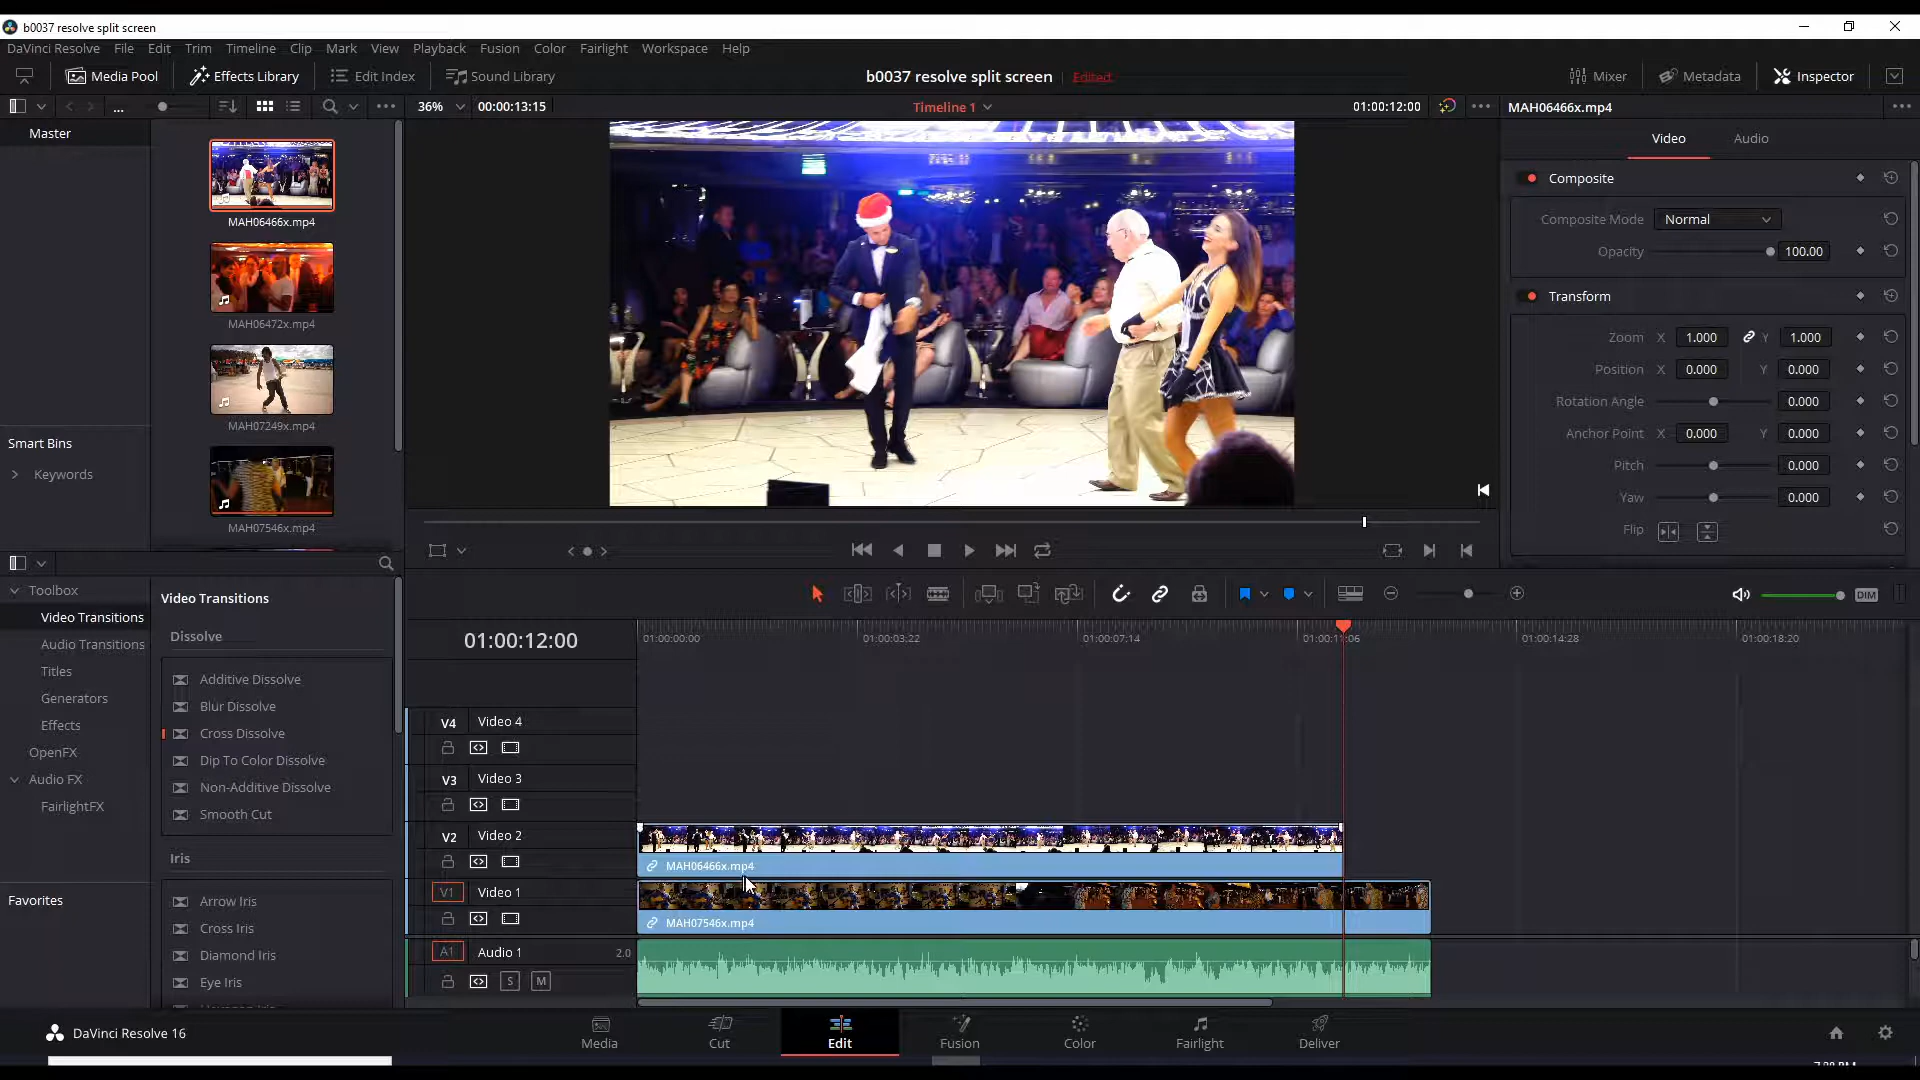 b0037 resolve split screen
DaVinci Resolve File Edit Trim Timeline Clip Mark View Playback Fusion Color Fairlight Workspace Help
Media Pool Effects Library Edit Index Sound Library b0037 resolve split screen Edited Mixer Metadata Inspector
... 36% 00:00:13:15 Timeline 1 01:00:12:00 MAH06466x.mp4
Master
Video Audio
MAH06466x.mp4
MAH06472x.mp4
MAH07249x.mp4
MAH07546x.mp4
Smart Bins
Keywords
Composite
Composite Mode Normal
Opacity 100.00
Transform
Zoom X 1.000 Y 1.000
Position X 0.000 Y 0.000
Rotation Angle 0.000
Anchor Point X 0.000 Y 0.000
Pitch 0.000
Yaw 0.000
Flip
Toolbox
Video Transitions
Audio Transitions
Titles
Generators
Effects
OpenFX
Audio FX
FairlightFX
Favorites
Video Transitions
Dissolve
Additive Dissolve
Blur Dissolve
Cross Dissolve
Dip To Color Dissolve
Non-Additive Dissolve
Smooth Cut
Iris
Arrow Iris
Cross Iris
Diamond Iris
Eye Iris
Hexagon Iris
DIM
01:00:12:00
01:00:00:00 01:00:03:22 01:00:07:14 01:00:11:06 01:00:14:28 01:00:18:20
V4 Video 4
V3 Video 3
V2 Video 2
MAH06466x.mp4
V1 Video 1
MAH07546x.mp4
A1 Audio 1 2.0
S M
DaVinci Resolve 16
Media Cut Edit Fusion Color Fairlight Deliver